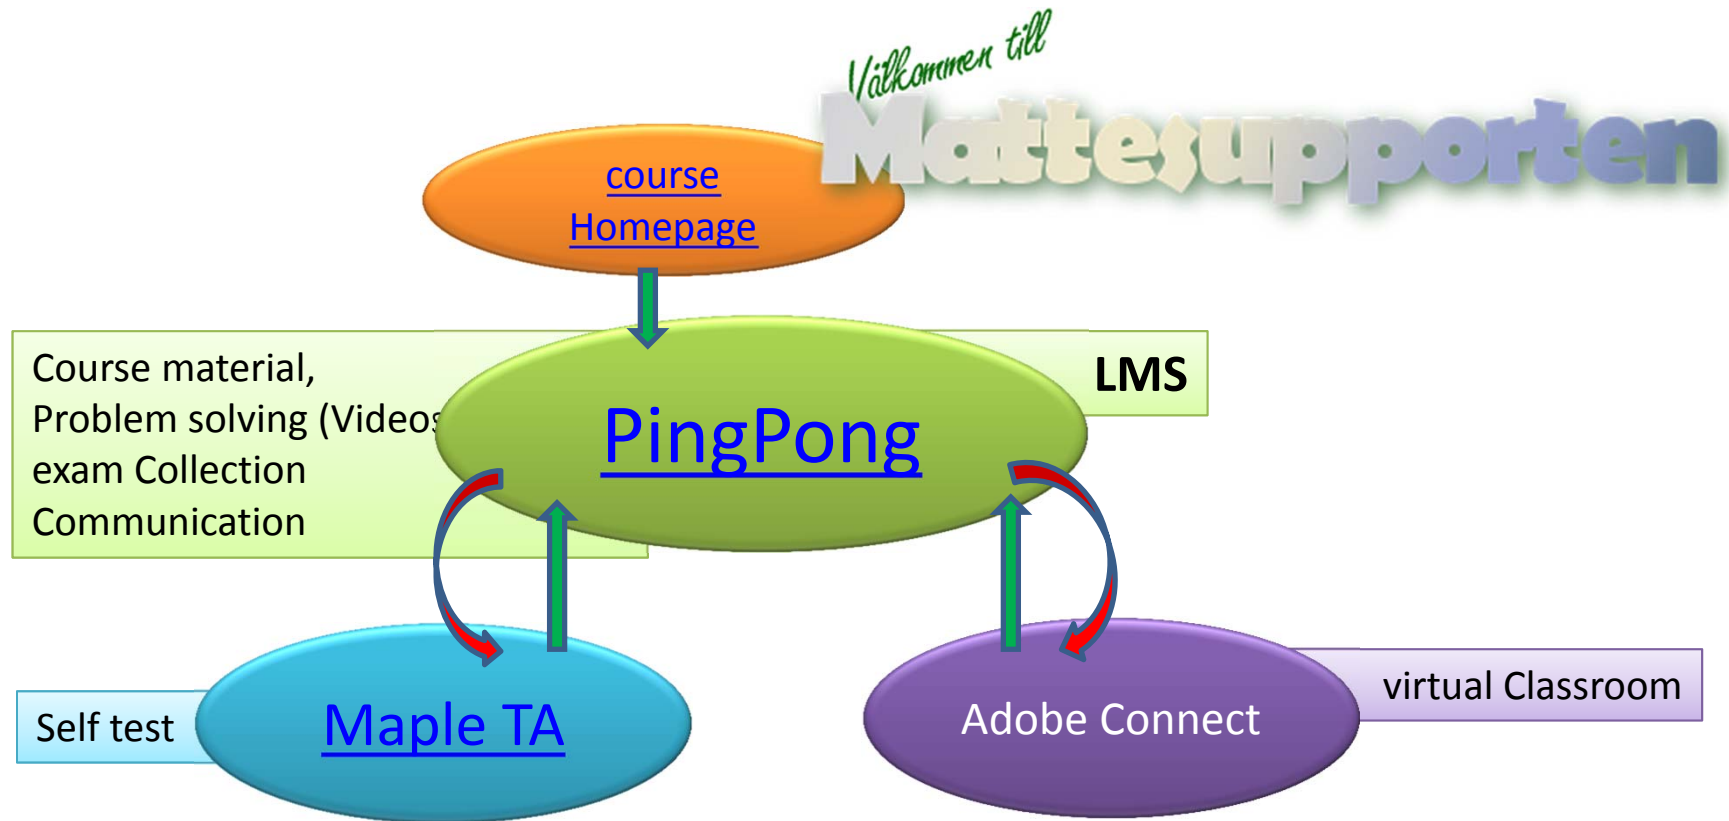 Välkommen till
Mattesupporten
course
Homepage
Course material,
Problem solving (Videos
exam Collection
Communication
LMS
PingPong
Self test
Maple TA
Adobe Connect
virtual Classroom